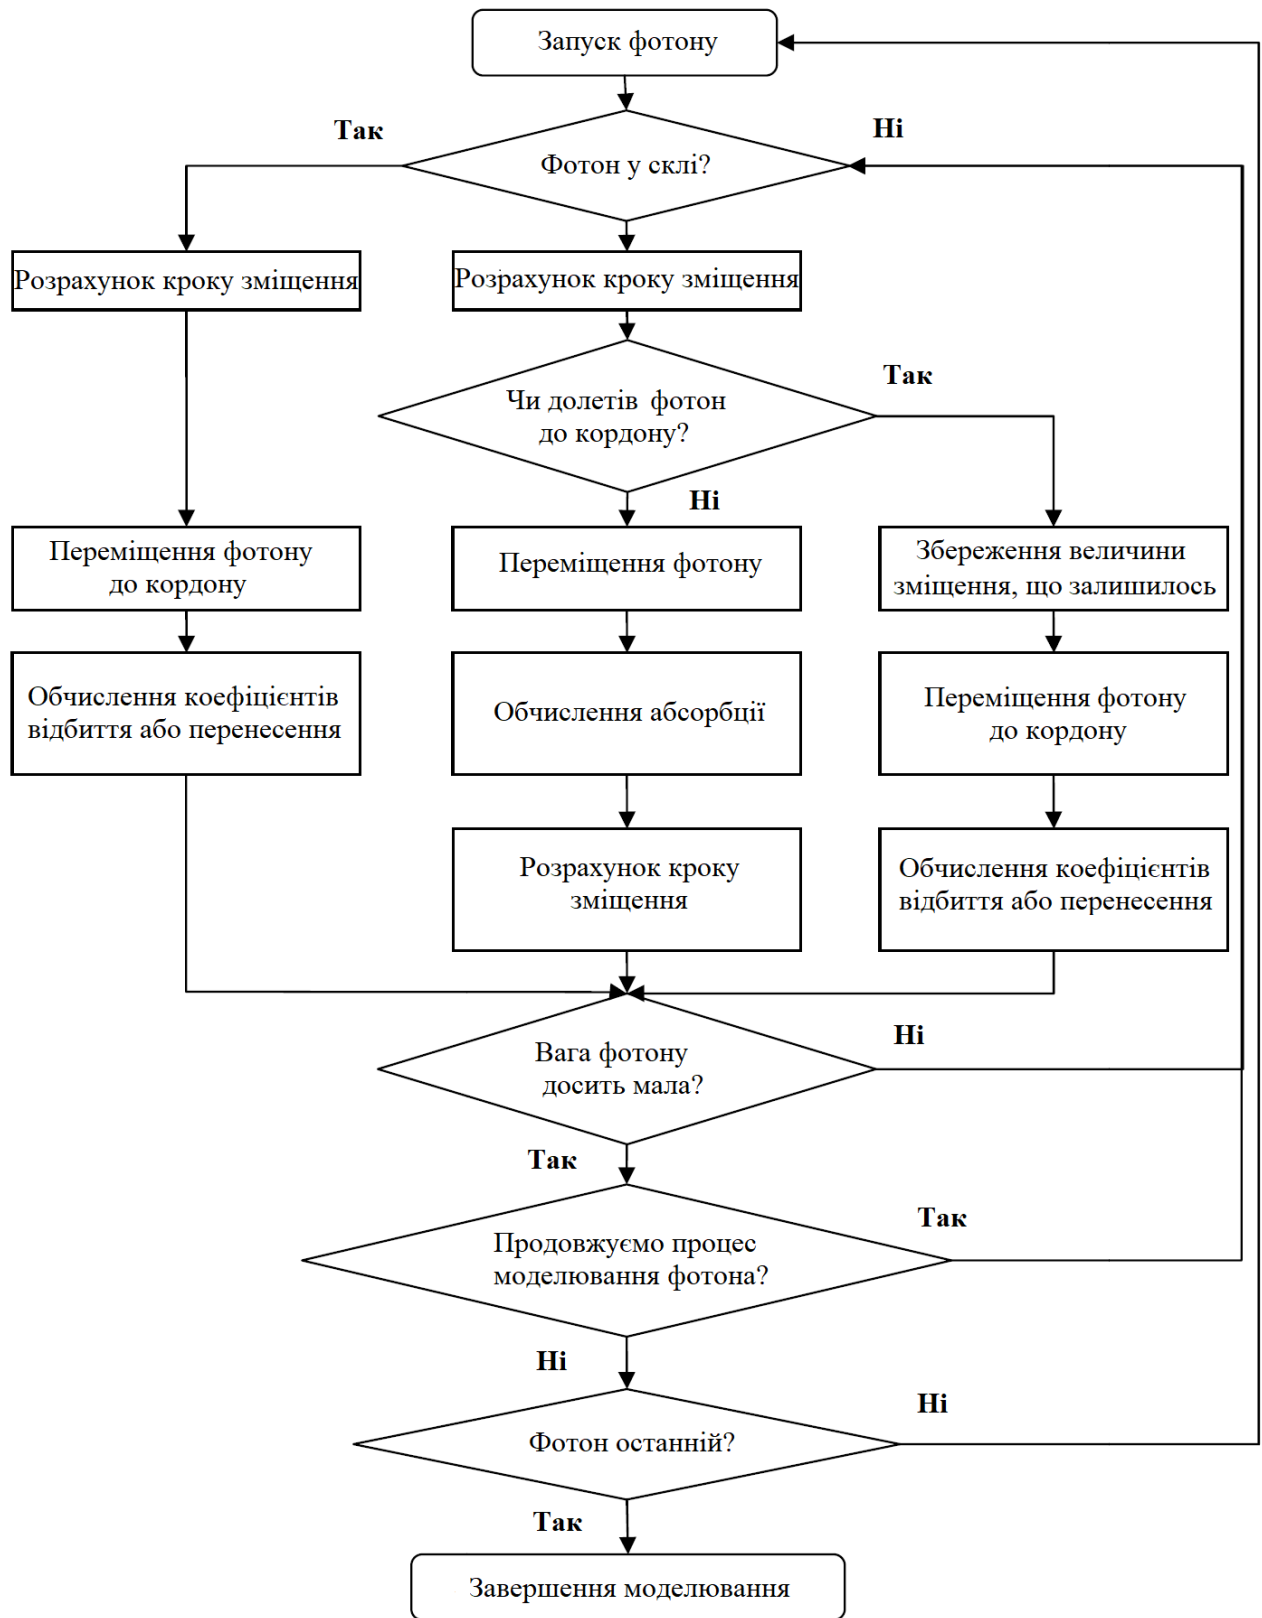 Запуск фотону
Так
Ні
Фотон у склі?
Розрахунок кроку зміщення
Розрахунок кроку зміщення
Так
Чи долетів фотон
до кордону?
Ні
Переміщення фотону
до кордону
Переміщення фотону
Збереження величини
зміщення, що залишилось
Обчислення коефіцієнтів
відбиття або перенесення
Обчислення абсорбції
Переміщення фотону
до кордону
Розрахунок кроку
зміщення
Обчислення коефіцієнтів
відбиття або перенесення
Ні
Вага фотону
досить мала?
Так
Так
Продовжуємо процес
моделювання фотона?
Ні
Ні
Фотон останній?
Так
Завершення моделювання